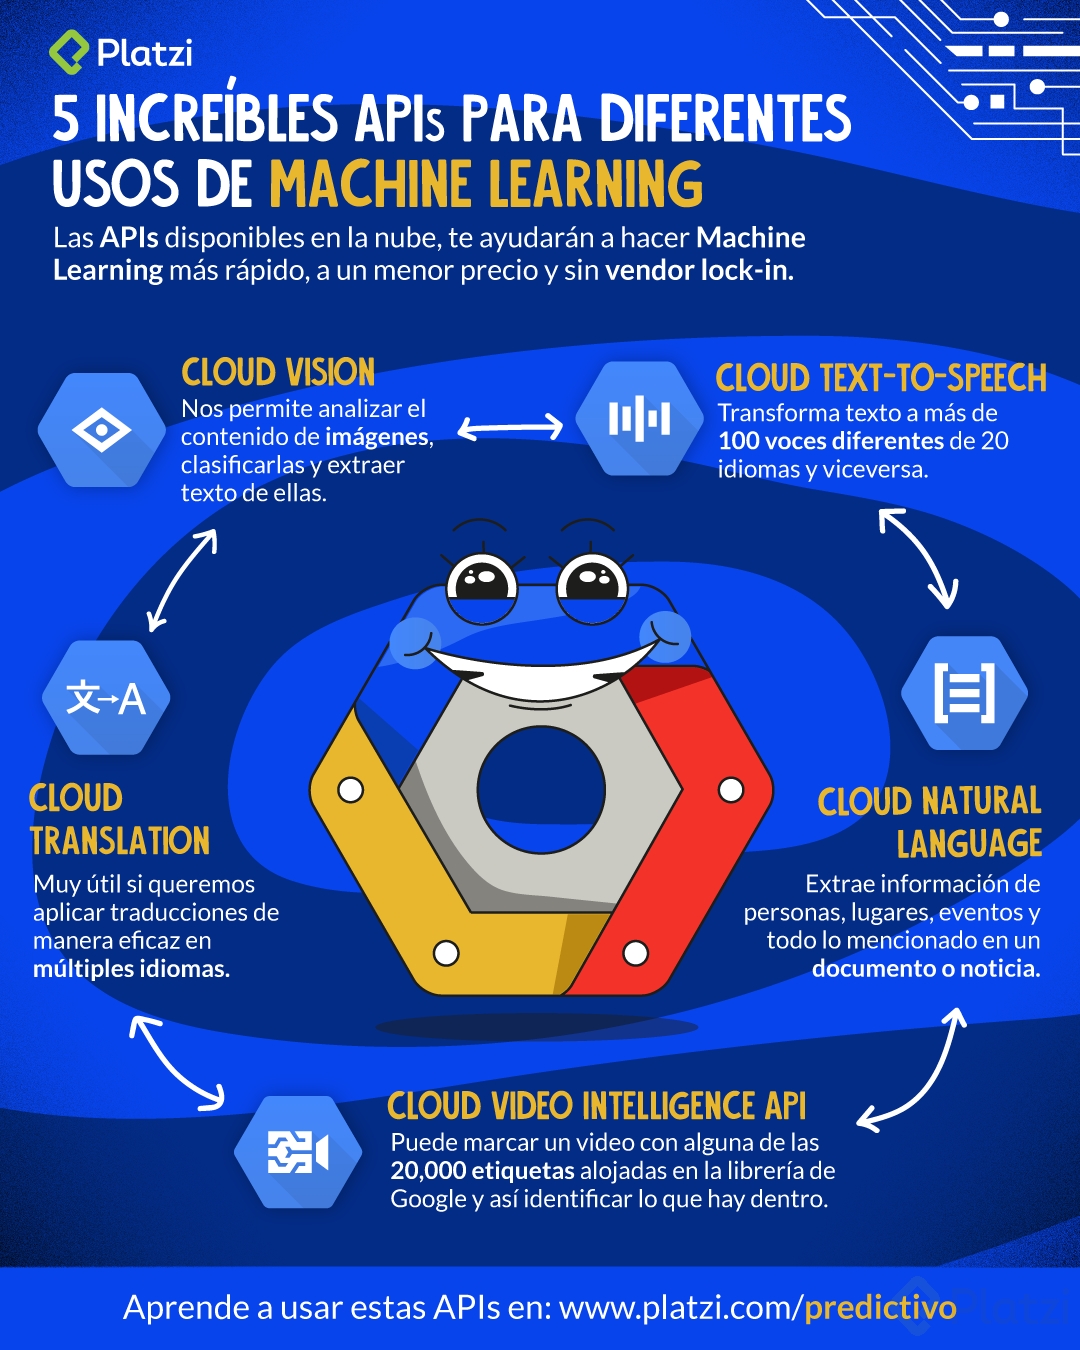 Platzi
5 INCREÍBLES APIs PARA DIFERENTES
USOS DE MACHINE LEARNING
Las APIs disponibles en la nube, te ayudarán a hacer Machine
Learning más rápido, a un menor precio y sin vendor lock-in.
CLOUD VISION
Nos permite analizar el
contenido de imágenes,
clasificarlas y extraer
texto de ellas.
CLOUD TEXT-TO-SPEECH
Transforma texto a más de
100 voces diferentes de 20
idiomas y viceversa.
文→A
CLOUD
TRANSLATION
Muy útil si queremos
aplicar traducciones de
manera eficaz en
múltiples idiomas.
CLOUD NATURAL
LANGUAGE
Extrae información de
personas, lugares, eventos y
todo lo mencionado en un
documento o noticia.
CLOUD VIDEO INTELLIGENCE API
Puede marcar un video con alguna de las
20,000 etiquetas alojadas en la librería de
Google y así identificar lo que hay dentro.
Aprende a usar estas APIs en: www.platzi.com/predictivo
Platzi